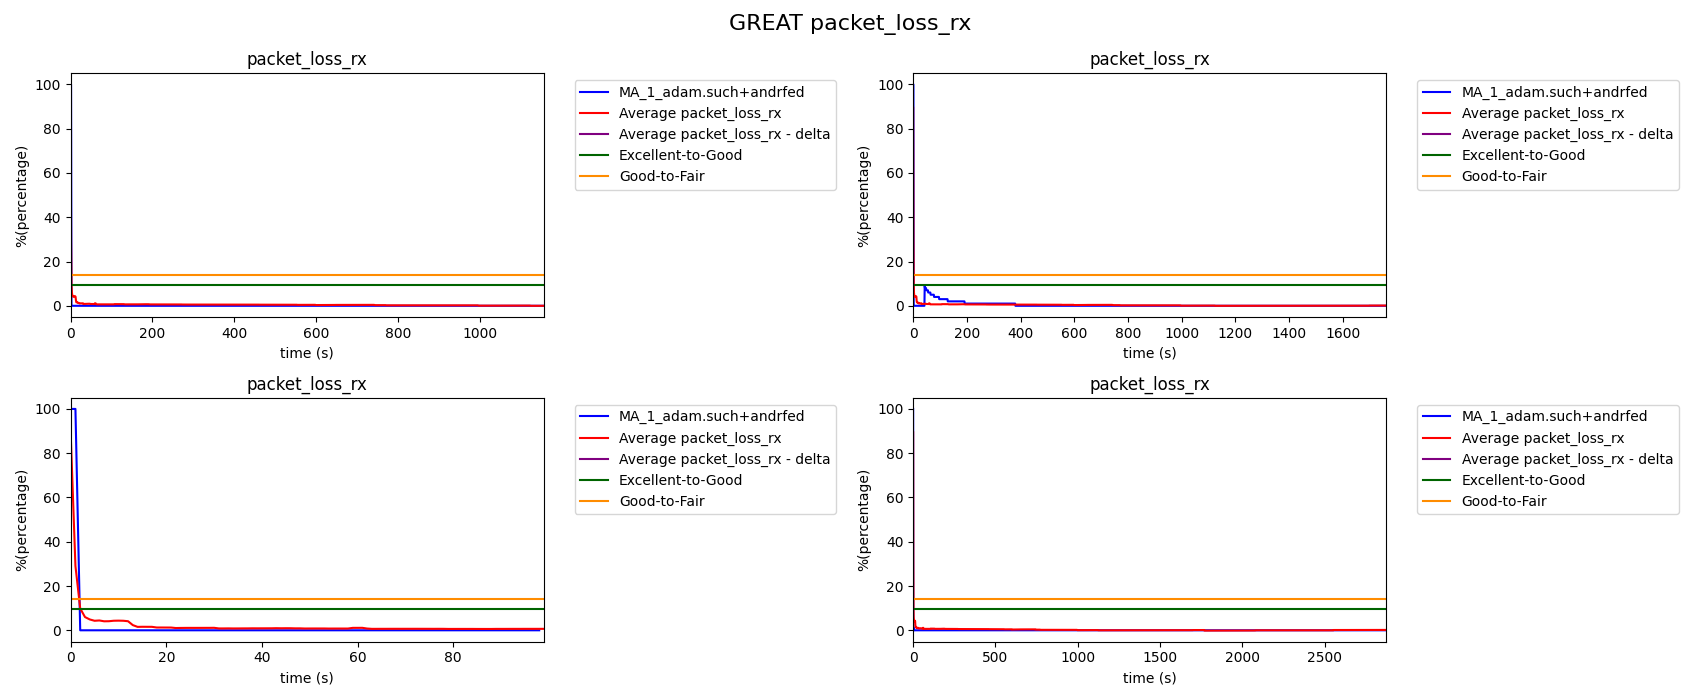 GREAT packet_loss_rx
packet_loss_rx
%(percentage)
100
80
60
40
20
0
0 200 400 600 800 1000
time (s)
MA_1_adam.such+andrfed
Average packet_loss_rx
Average packet_loss_rx - delta
Excellent-to-Good
Good-to-Fair
packet_loss_rx
%(percentage)
100
80
60
40
20
0
0 200 400 600 800 1000 1200 1400 1600
time (s)
MA_1_adam.such+andrfed
Average packet_loss_rx
Average packet_loss_rx - delta
Excellent-to-Good
Good-to-Fair
packet_loss_rx
%(percentage)
100
80
60
40
20
0
0 20 40 60 80
time (s)
MA_1_adam.such+andrfed
Average packet_loss_rx
Average packet_loss_rx - delta
Excellent-to-Good
Good-to-Fair
packet_loss_rx
%(percentage)
100
80
60
40
20
0
0 500 1000 1500 2000 2500
time (s)
MA_1_adam.such+andrfed
Average packet_loss_rx
Average packet_loss_rx - delta
Excellent-to-Good
Good-to-Fair